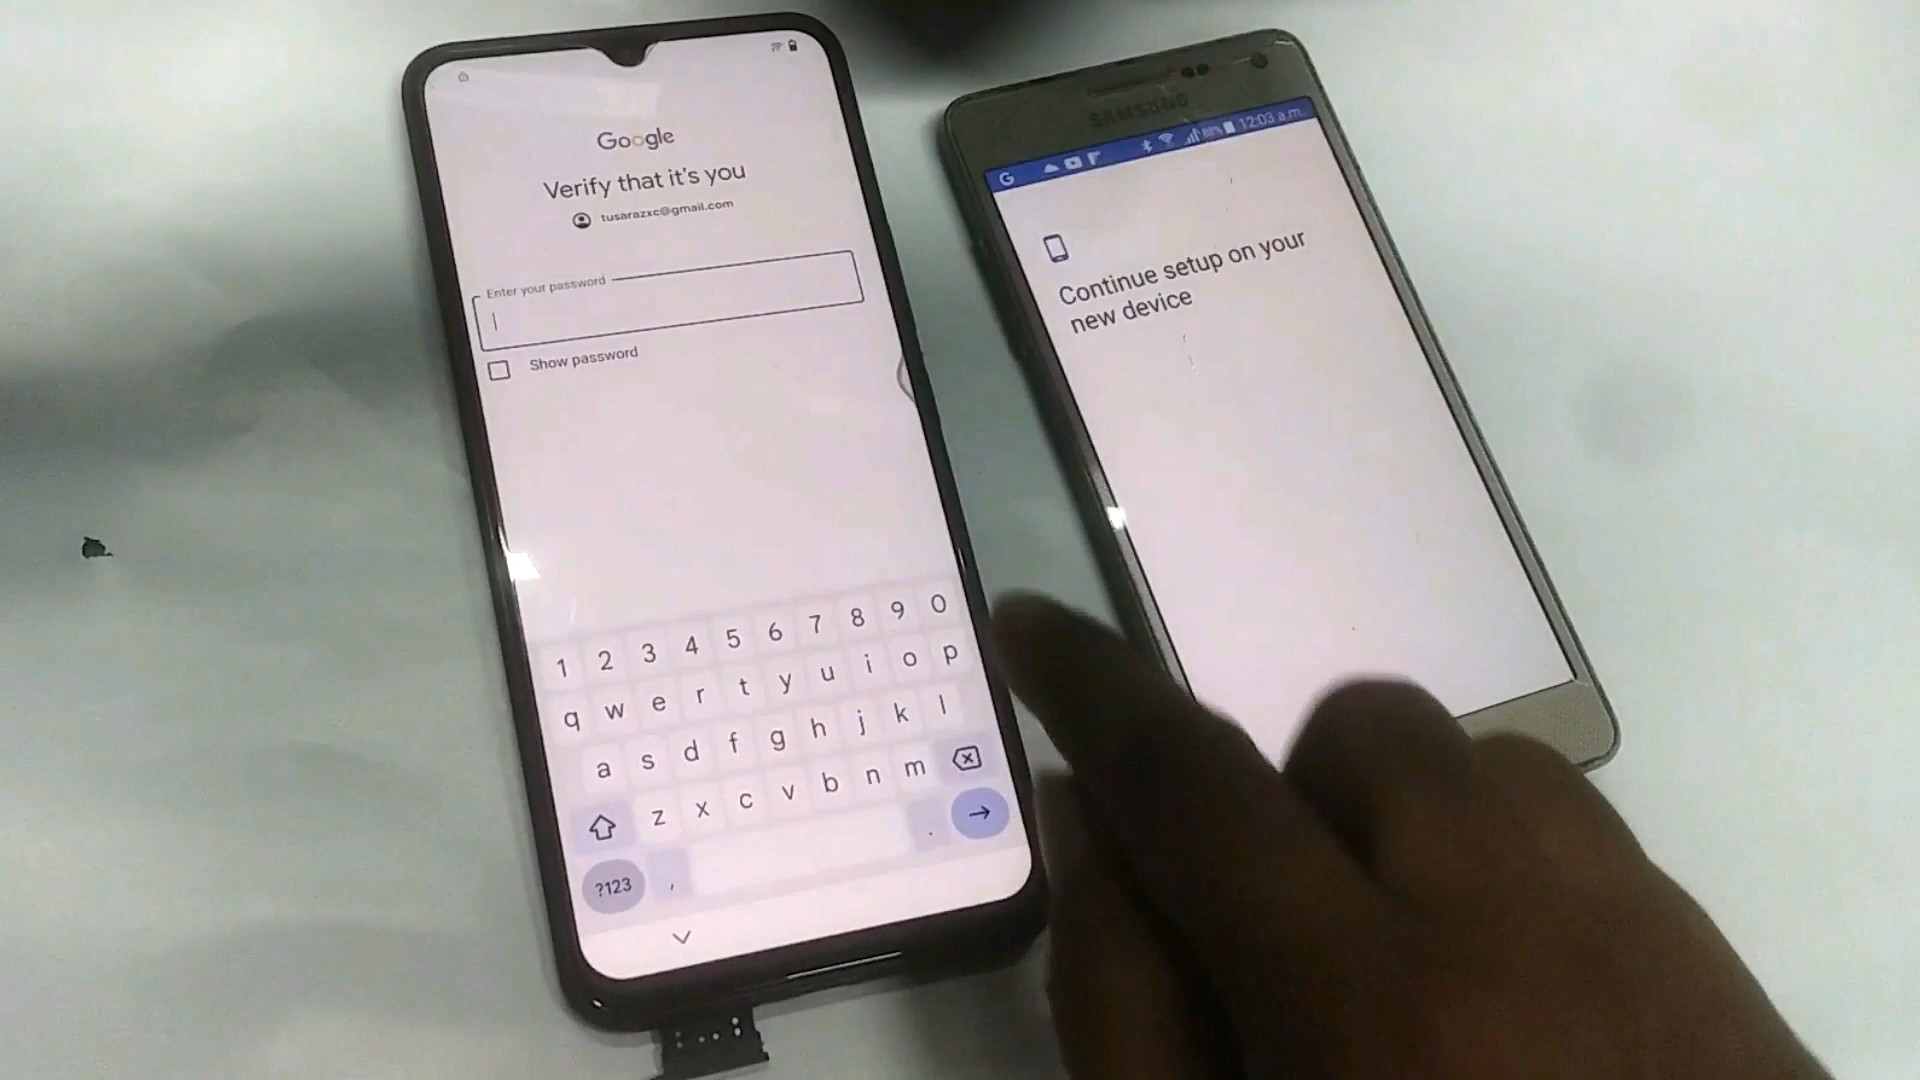 Google
Verify that it's you
tusarazxc@gmail.com
Enter your password
Show password
1 2 3 4 5 6 7 8 9 0
q w e r t y u i o p
a s d f g h j k l
z x c v b n m
?123 , .
SAMSUNG
G 88% 12:03 a.m.
Continue setup on your
new device